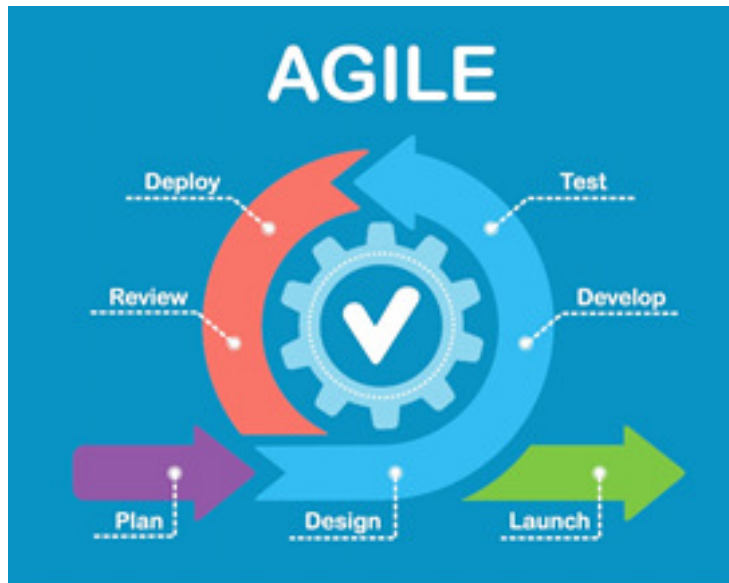 AGILE
Deploy
Test
Review
Develop
Plan
Design
Launch